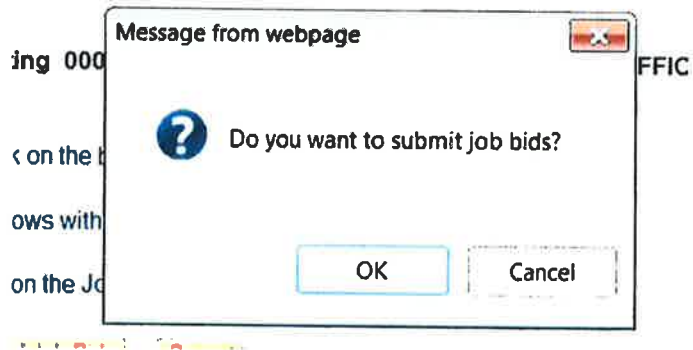 Message from webpage
ting 000
FFIC
Do you want to submit job bids?
on the
ows with
OK
Cancel
on the Jo